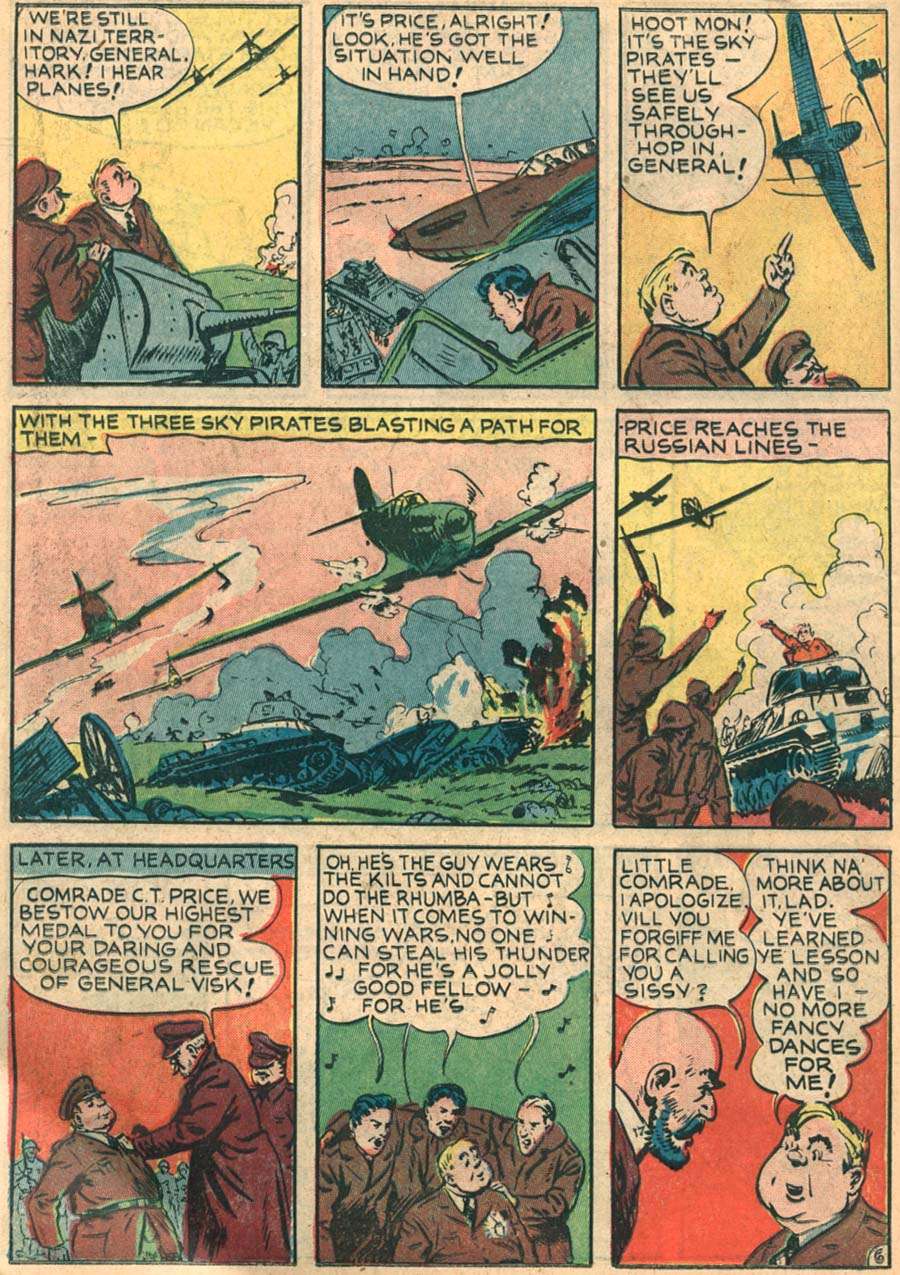 WE'RE STILL
IN NAZI TERR-
ITORY, GENERAL.
HARK! I HEAR
PLANES!
IT'S PRICE, ALRIGHT!
LOOK, HE'S GOT THE
SITUATION WELL
IN HAND!
HOOT MON!
IT'S THE SKY
PIRATES —
THEY'LL
SEE US
SAFELY
THROUGH-
HOP IN,
GENERAL!
WITH THE THREE SKY PIRATES BLASTING A PATH FOR
THEM -
-PRICE REACHES THE
RUSSIAN LINES -
LATER, AT HEADQUARTERS
COMRADE C.T. PRICE, WE
BESTOW OUR HIGHEST
MEDAL TO YOU FOR
YOUR DARING AND
COURAGEOUS RESCUE
OF GENERAL VISK!
OH, HE'S THE GUY WEARS
THE KILTS AND CANNOT
DO THE RHUMBA-BUT
WHEN IT COMES TO WIN-
NING WARS, NO ONE
CAN STEAL HIS THUNDER
FOR HE'S A JOLLY
GOOD FELLOW —
FOR HE'S
LITTLE
COMRADE,
I APOLOGIZE.
VILL YOU
FORGIFF ME
FOR CALLING
YOU A
SISSY?
THINK NA'
MORE ABOUT
IT, LAD.
YE'VE
LEARNED
YE LESSON
AND SO
HAVE I —
NO MORE
FANCY
DANCES
FOR
ME!
6